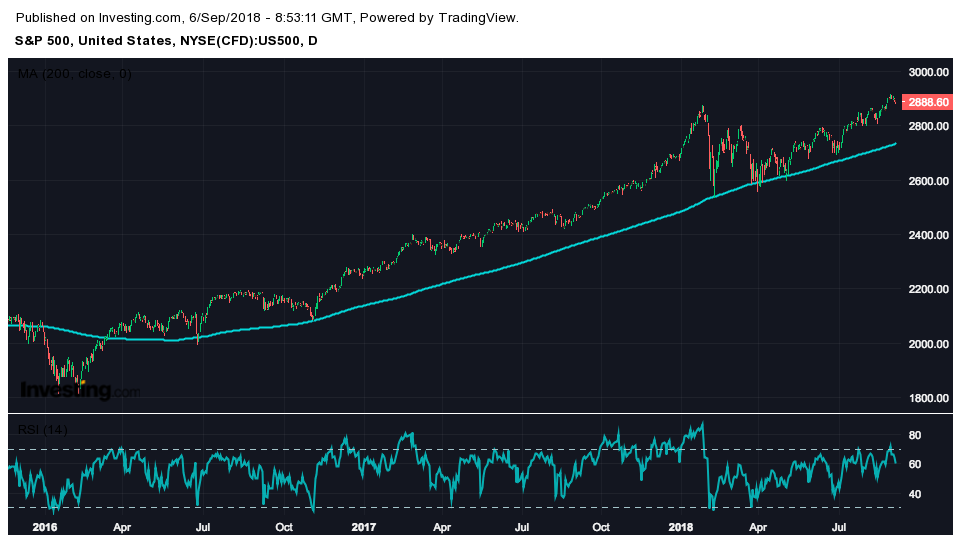 Published on Investing.com, 6/Sep/2018 - 8:53:11 GMT, Powered by TradingView.
S&P 500, United States, NYSE(CFD):US500, D
MA (200, close, 0)
3000.00
2888.60
2800.00
2600.00
2400.00
2200.00
2000.00
1800.00
Investing.com
RSI (14)
80
60
40
2016 Apr Jul Oct 2017 Apr Jul Oct 2018 Apr Jul